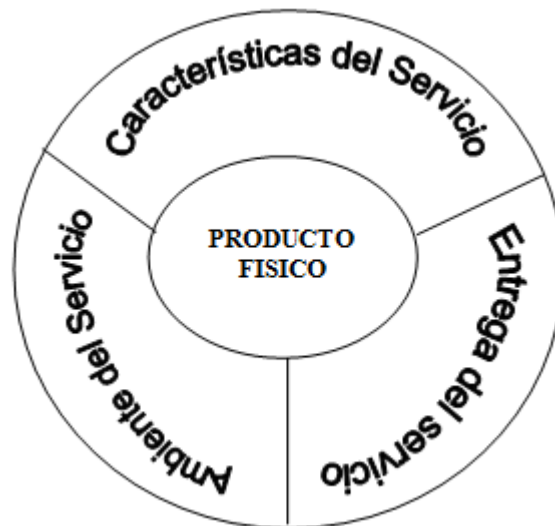 Características del Servicio
PRODUCTO
FISICO
Ambiente del Servicio
Entrega del servicio